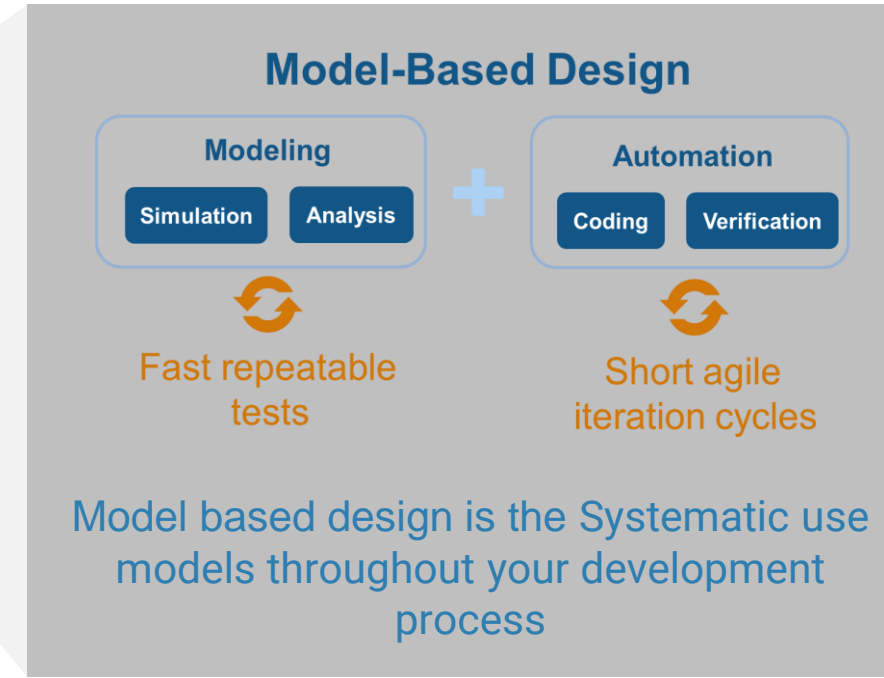 Model-Based Design
Modeling
Simulation
Analysis
Automation
Coding
Verification
Fast repeatable
tests
Short agile
iteration cycles
Model based design is the Systematic use
models throughout your development
process